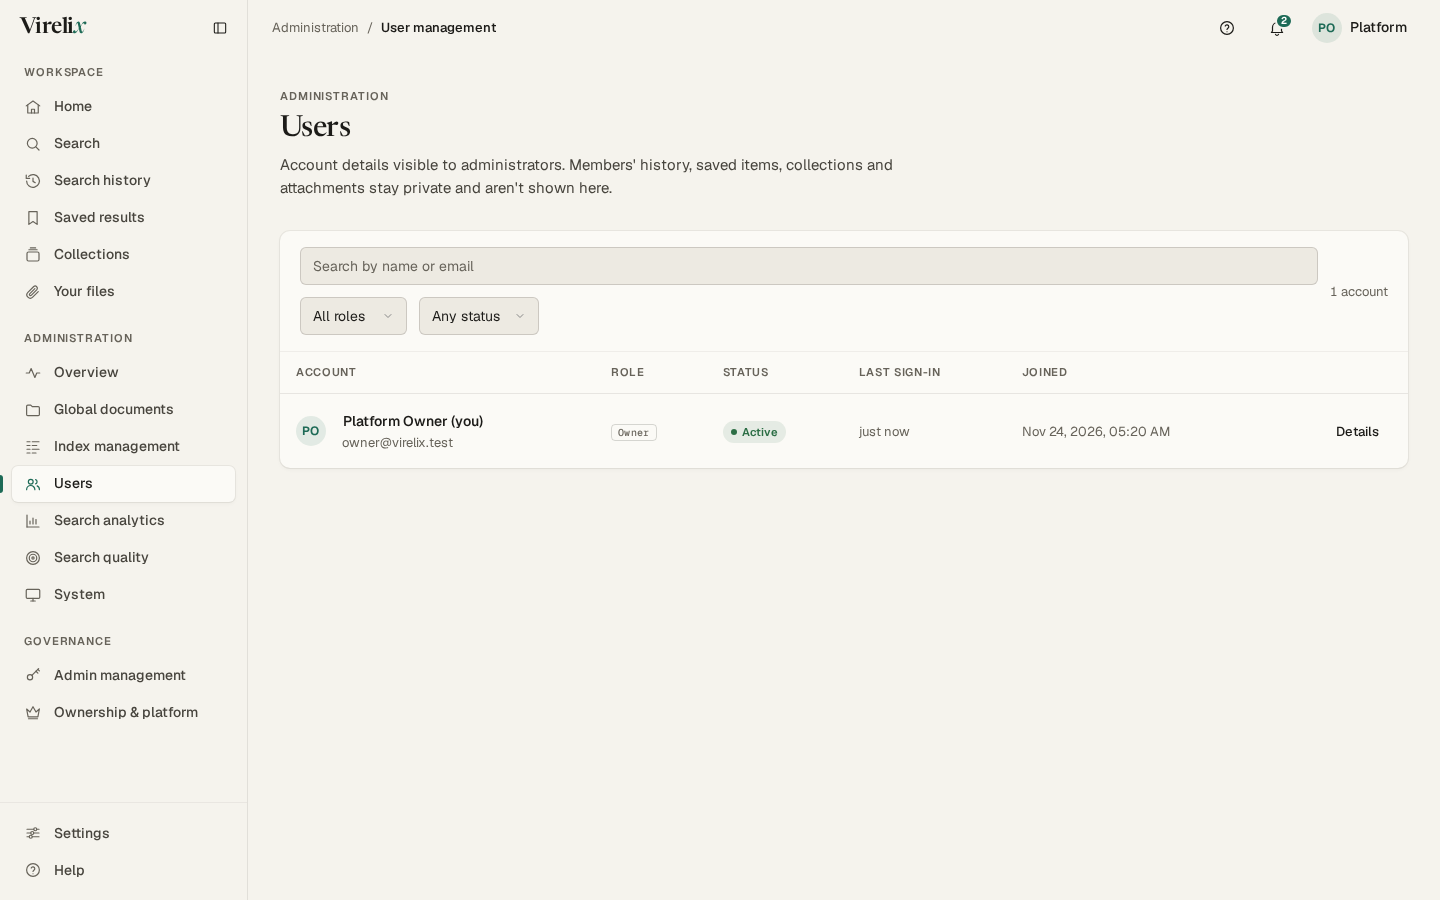 Virelix
WORKSPACE
Home
Search
Search history
Saved results
Collections
Your files
ADMINISTRATION
Overview
Global documents
Index management
Users
Search analytics
Search quality
System
GOVERNANCE
Admin management
Ownership & platform
Settings
Help
Administration / User management
2
PO Platform
ADMINISTRATION
Users
Account details visible to administrators. Members' history, saved items, collections and
attachments stay private and aren't shown here.
Search by name or email
1 account
All roles Any status
ACCOUNT ROLE STATUS LAST SIGN-IN JOINED
PO Platform Owner (you) Owner Active just now Nov 24, 2026, 05:20 AM Details
owner@virelix.test